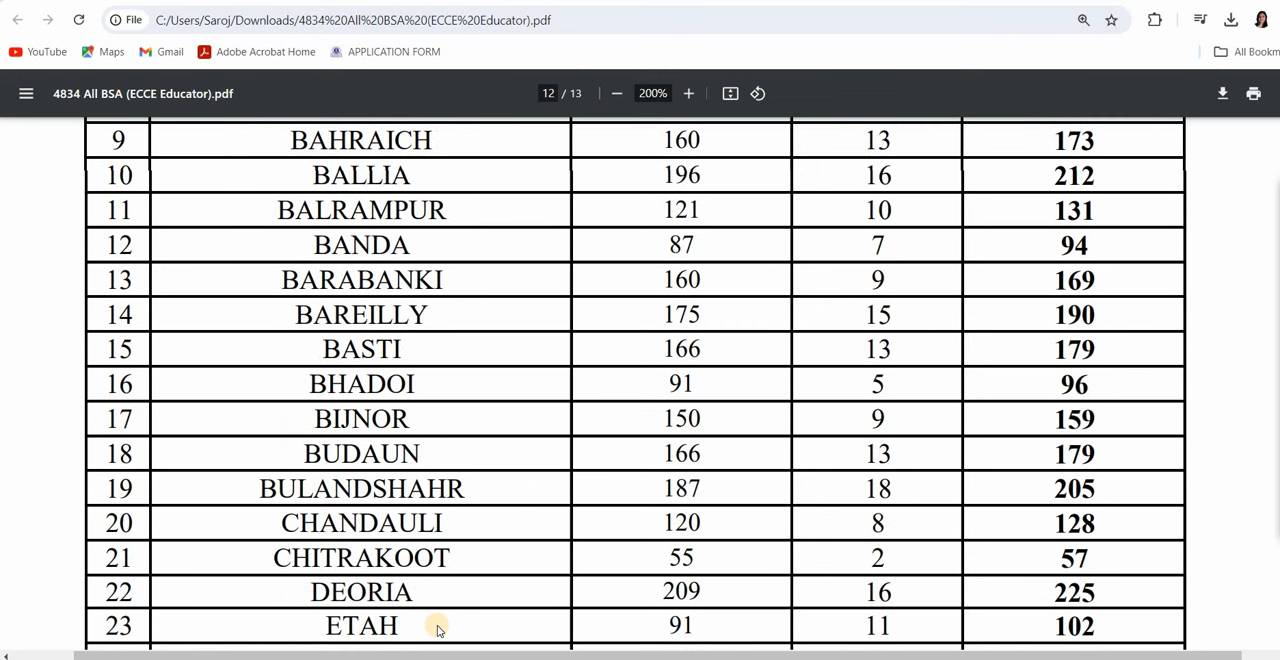 File C:/Users/Saroj/Downloads/4834%20All%20BSA%20(ECCE%20Educator).pdf
YouTube Maps Gmail Adobe Acrobat Home APPLICATION FORM All Bookm
4834 All BSA (ECCE Educator).pdf 12 / 13 — 200% +
9 BAHRAICH 160 13 173
10 BALLIA 196 16 212
11 BALRAMPUR 121 10 131
12 BANDA 87 7 94
13 BARABANKI 160 9 169
14 BAREILLY 175 15 190
15 BASTI 166 13 179
16 BHADOI 91 5 96
17 BIJNOR 150 9 159
18 BUDAUN 166 13 179
19 BULANDSHAHR 187 18 205
20 CHANDAULI 120 8 128
21 CHITRAKOOT 55 2 57
22 DEORIA 209 16 225
23 ETAH 91 11 102